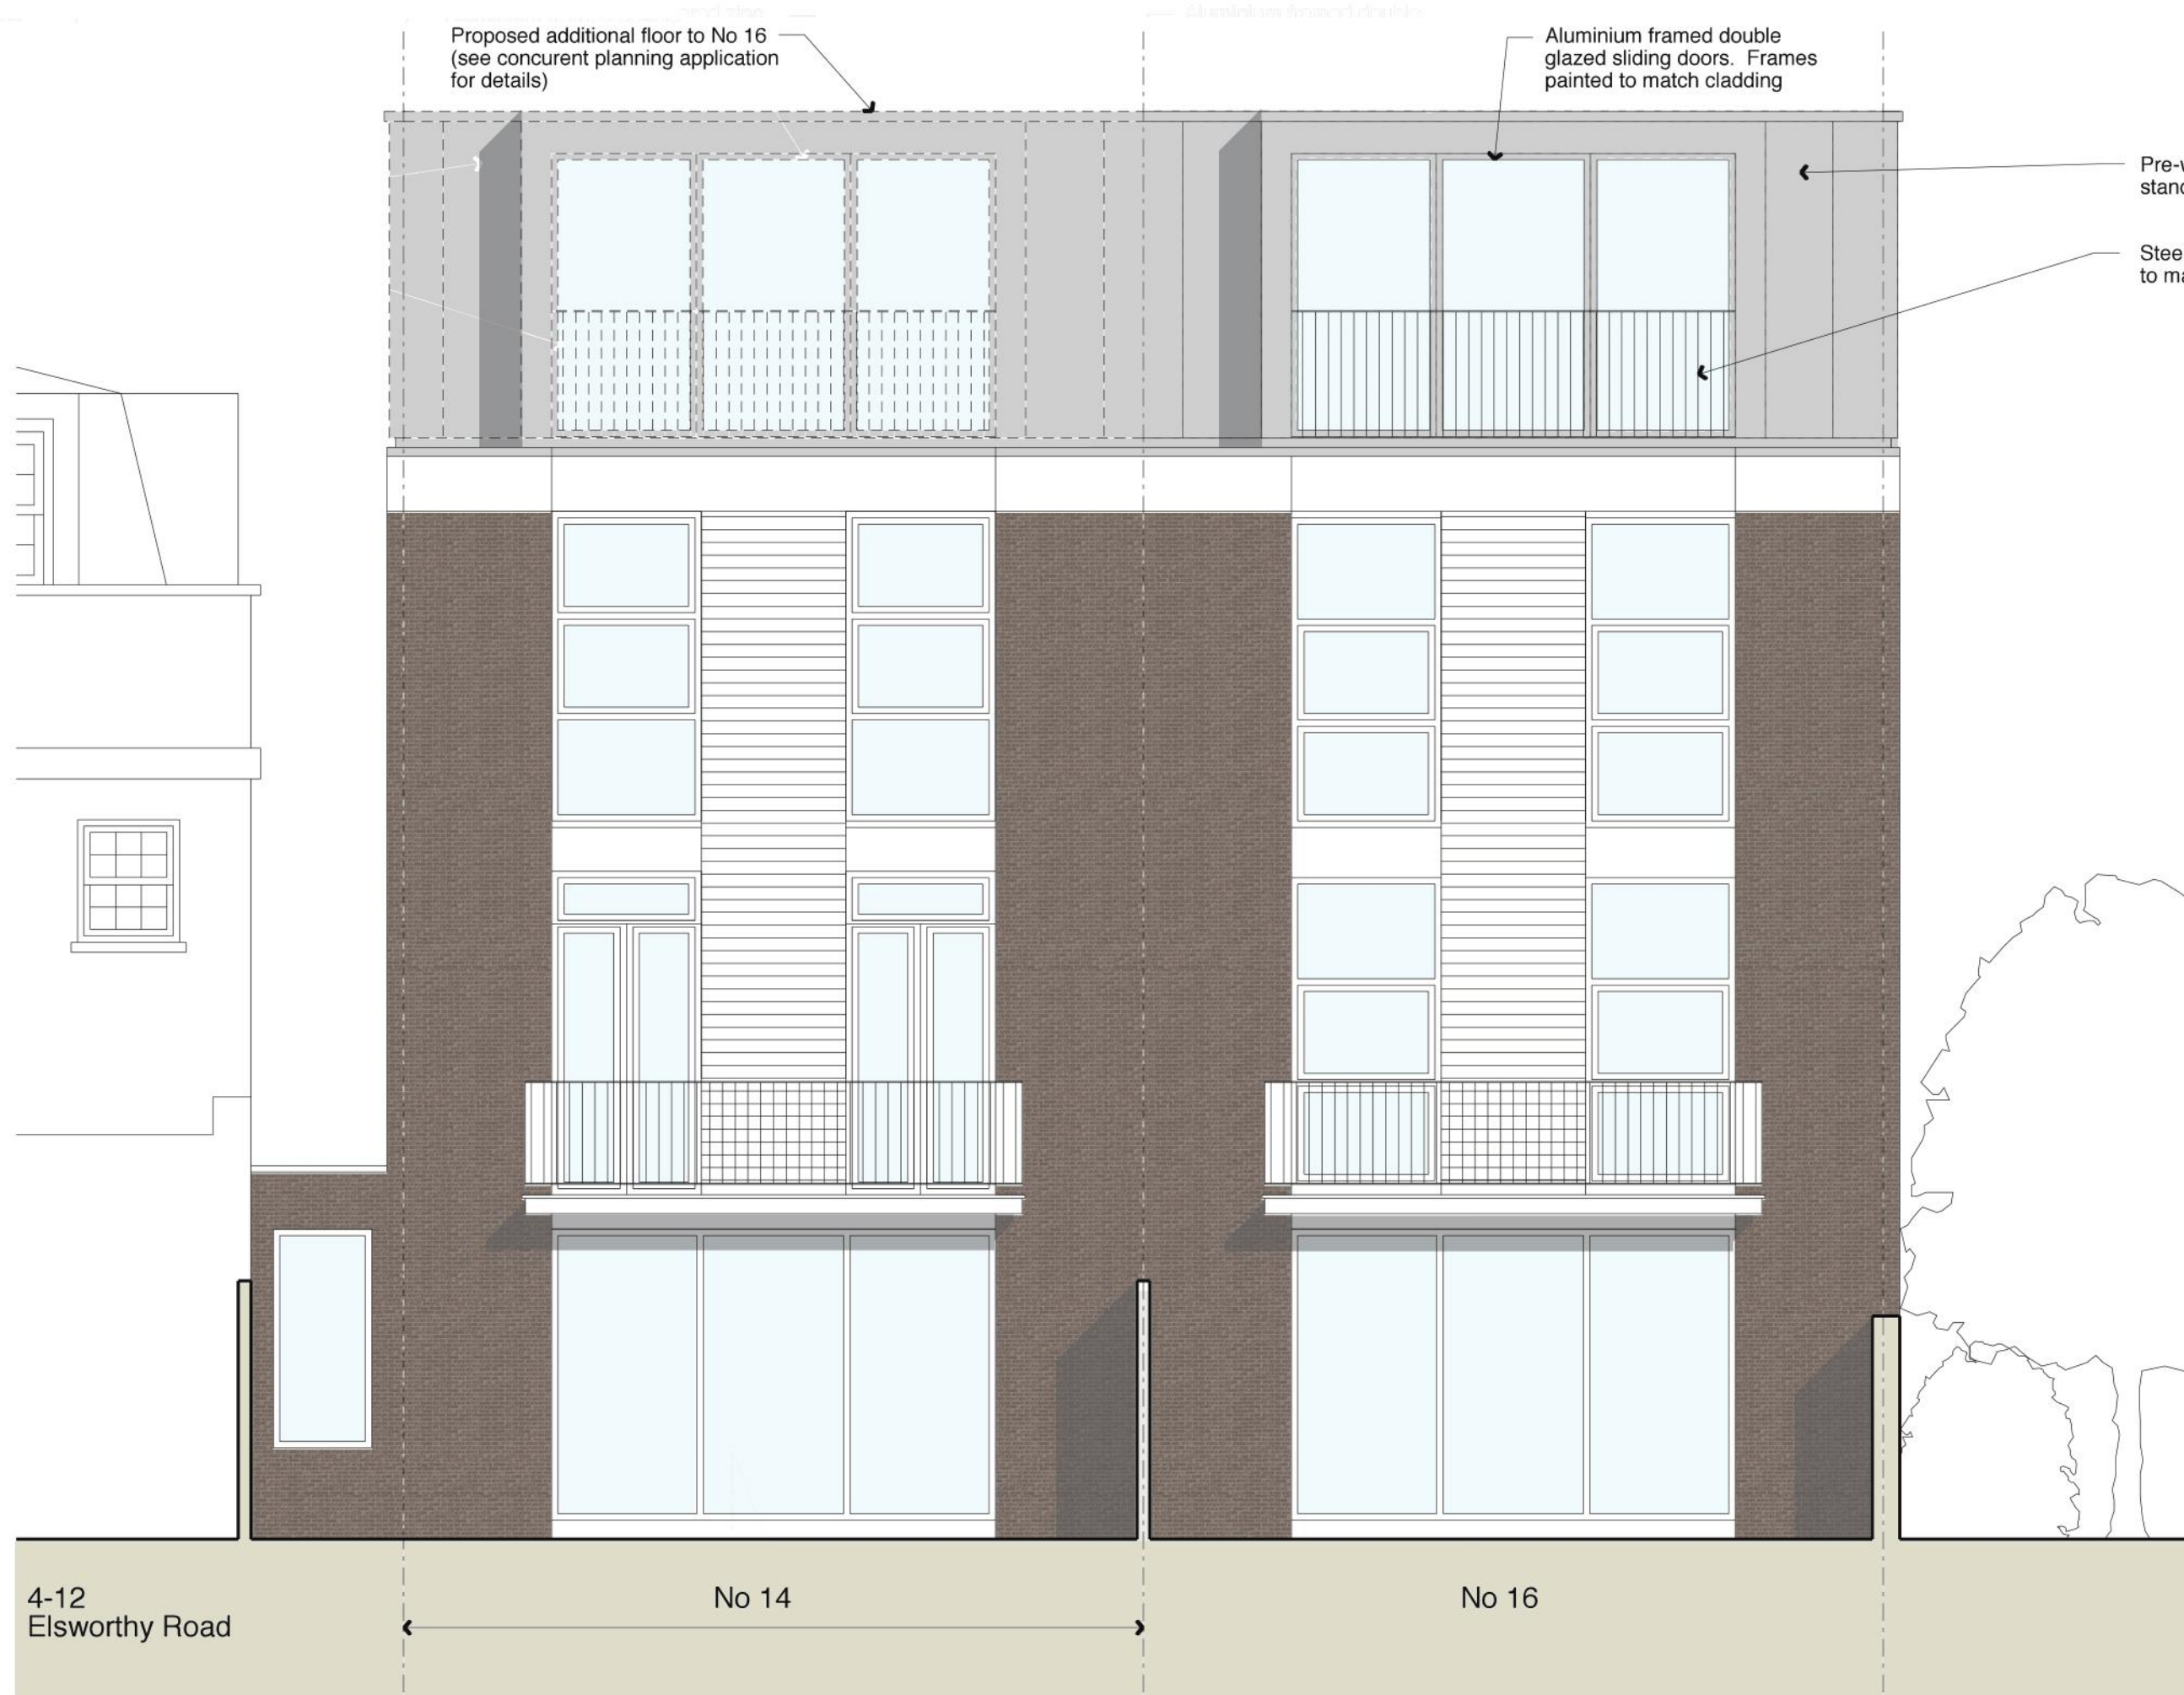 Proposed additional floor to No 16
(see concurent planning application
for details)
Aluminium framed double
glazed sliding doors. Frames
painted to match cladding
4-12
Elsworthy Road
No 14
No 16